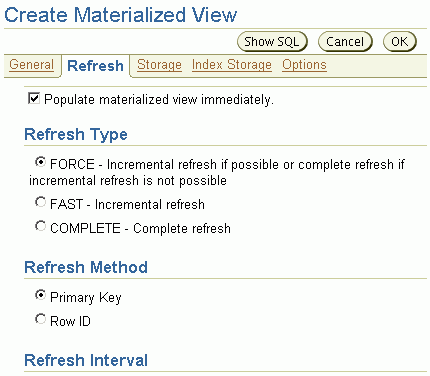 Create Materialized View
Show SQL Cancel OK
General Refresh Storage Index Storage Options
Populate materialized view immediately.
Refresh Type
FORCE - Incremental refresh if possible or complete refresh if
incremental refresh is not possible
FAST - Incremental refresh
COMPLETE - Complete refresh
Refresh Method
Primary Key
Row ID
Refresh Interval